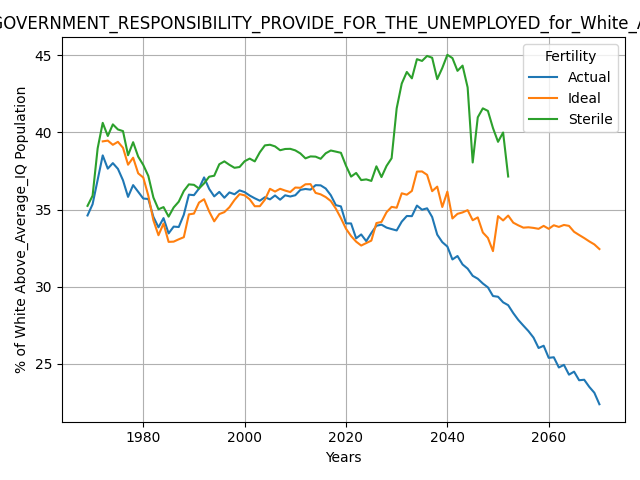 GOVERNMENT_RESPONSIBILITY_PROVIDE_FOR_THE_UNEMPLOYED_for_White_A
Fertility
Actual
Ideal
Sterile
% of White Above_Average_IQ Population
45
40
35
30
25
1980
2000
2020
2040
2060
Years